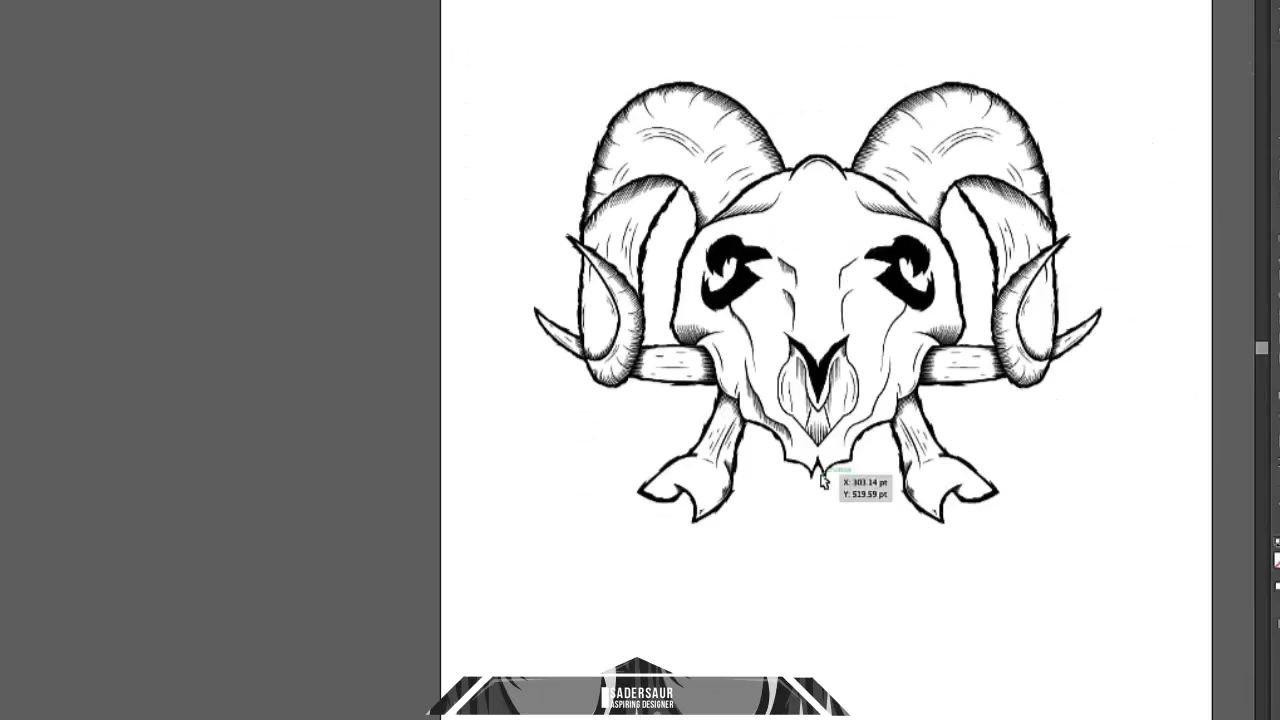 X: 303.14 pt
Y: 519.59 pt
SADERSAUR
ASPIRING DESIGNER